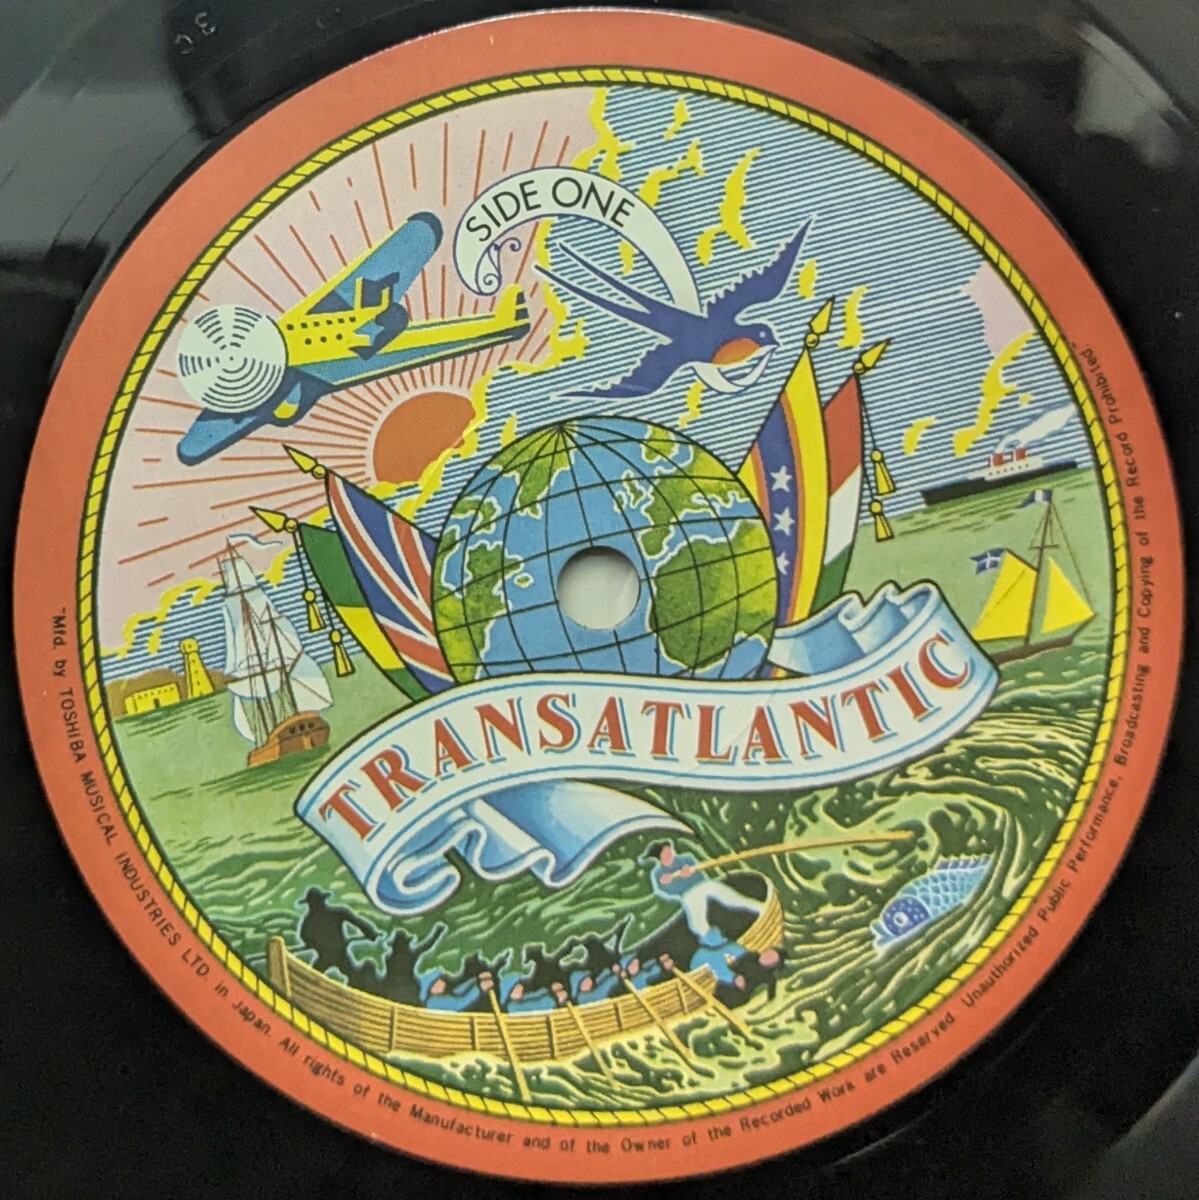 SIDE ONE
TRANSATLANTIC
"Mfd. by TOSHIBA MUSICAL INDUSTRIES LTD. in Japan. All rights of the Manufacturer and of the Owner of the Recorded Work are Reserved. Unauthorized Public Performance, Broadcasting and Copying of the Record Prohibited."